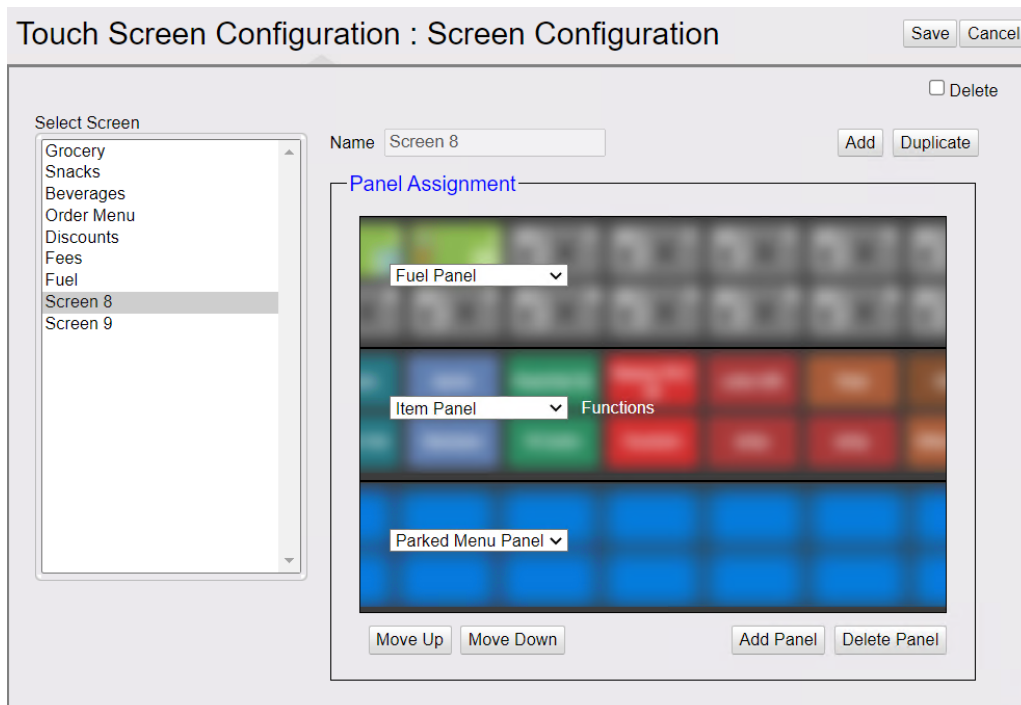 Touch Screen Configuration : Screen Configuration
Save Cancel
Delete
Select Screen
Grocery
Snacks
Beverages
Order Menu
Discounts
Fees
Fuel
Screen 8
Screen 9
Name Screen 8
Add Duplicate
Panel Assignment
Fuel Panel
Item Panel Functions
Parked Menu Panel
Move Up Move Down Add Panel Delete Panel